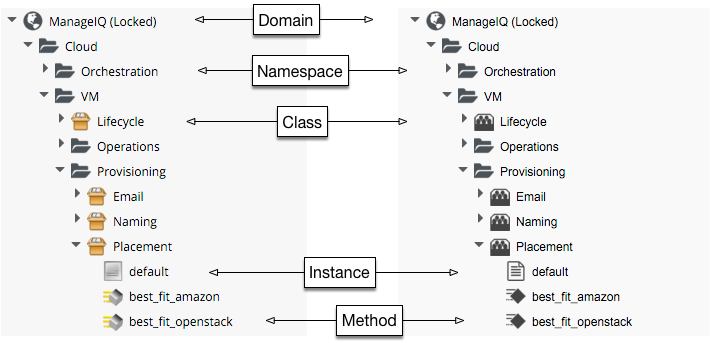 ManageIQ (Locked) Domain ManageIQ (Locked)
Cloud Cloud
Orchestration Namespace Orchestration
VM VM
Lifecycle Class Lifecycle
Operations Operations
Provisioning Provisioning
Email Email
Naming Naming
Placement Placement
default Instance default
best_fit_amazon best_fit_amazon
best_fit_openstack Method best_fit_openstack